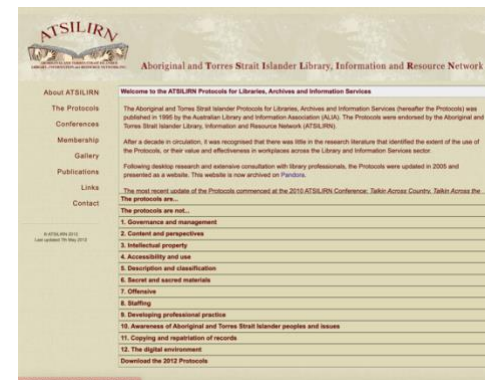 ATSILIRN
ABORIGINAL AND TORRES STRAIT ISLANDER
LIBRARY, INFORMATION AND RESOURCE NETWORK INC.
Aboriginal and Torres Strait Islander Library, Information and Resource Network
About ATSILIRN
The Protocols
Conferences
Membership
Gallery
Publications
Links
Contact
© ATSILIRN 2012
Last updated 7th May, 2012
Welcome to the ATSILIRN Protocols for Libraries, Archives and Information Services
The Aboriginal and Torres Strait Islander Protocols for Libraries, Archives and Information Services (hereafter the Protocols) was
published in 1995 by the Australian Library and Information Association (ALIA). The Protocols were endorsed by the Aboriginal and
Torres Strait Islander Library, Information and Resource Network (ATSILIRN).
After a decade in circulation, it was recognised that there was little in the research literature that identified the extent of the use of
the Protocols, or their value and effectiveness in workplaces across the Library and Information Services sector.
Following desktop research and extensive consultation with library professionals, the Protocols were updated in 2005 and
presented as a website. This website is now archived on Pandora.
The most recent update of the Protocols commenced at the 2010 ATSILIRN Conference: Talkin Across Country, Talkin Across the
The protocols are...
The protocols are not...
1. Governance and management
2. Content and perspectives
3. Intellectual property
4. Accessibility and use
5. Description and classification
6. Secret and sacred materials
7. Offensive
8. Staffing
9. Developing professional practice
10. Awareness of Aboriginal and Torres Strait Islander peoples and issues
11. Copying and repatriation of records
12. The digital environment
Download the 2012 Protocols